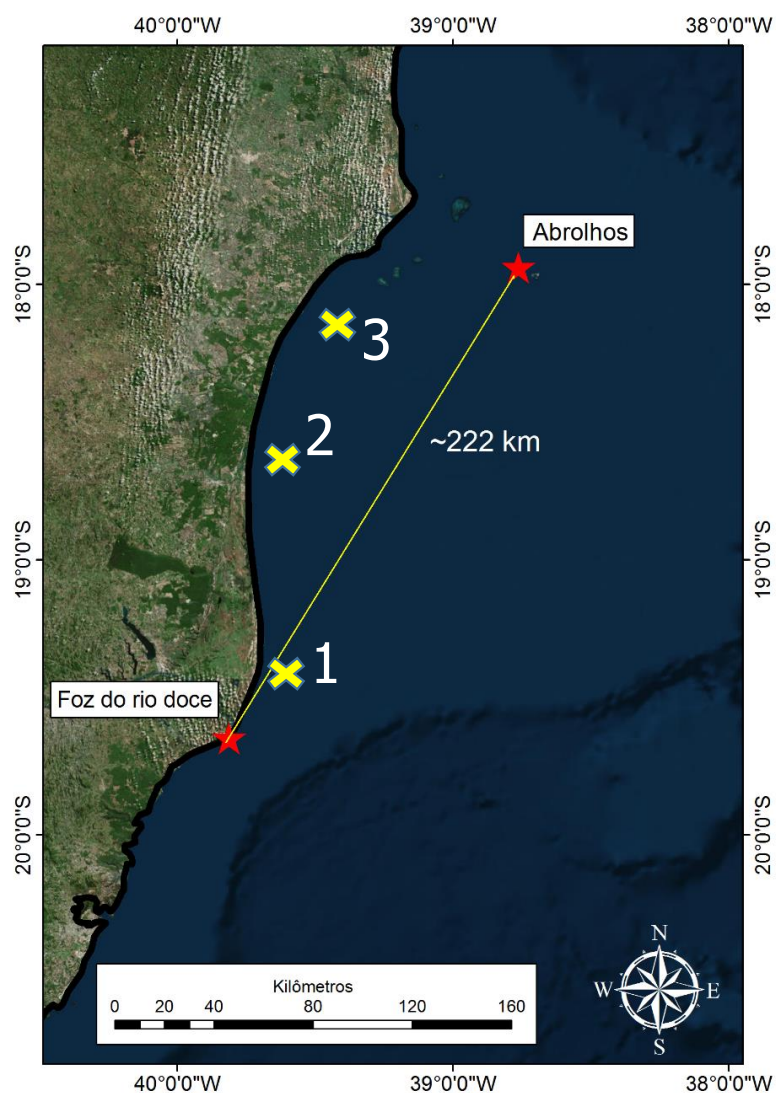 40°0'0"W 39°0'0"W 38°0'0"W
Abrolhos
18°0'0"S 18°0'0"S
3
2
~222 km
19°0'0"S 19°0'0"S
1
Foz do rio doce
20°0'0"S 20°0'0"S
N
W E
S
Kilômetros
0 20 40 80 120 160
40°0'0"W 39°0'0"W 38°0'0"W